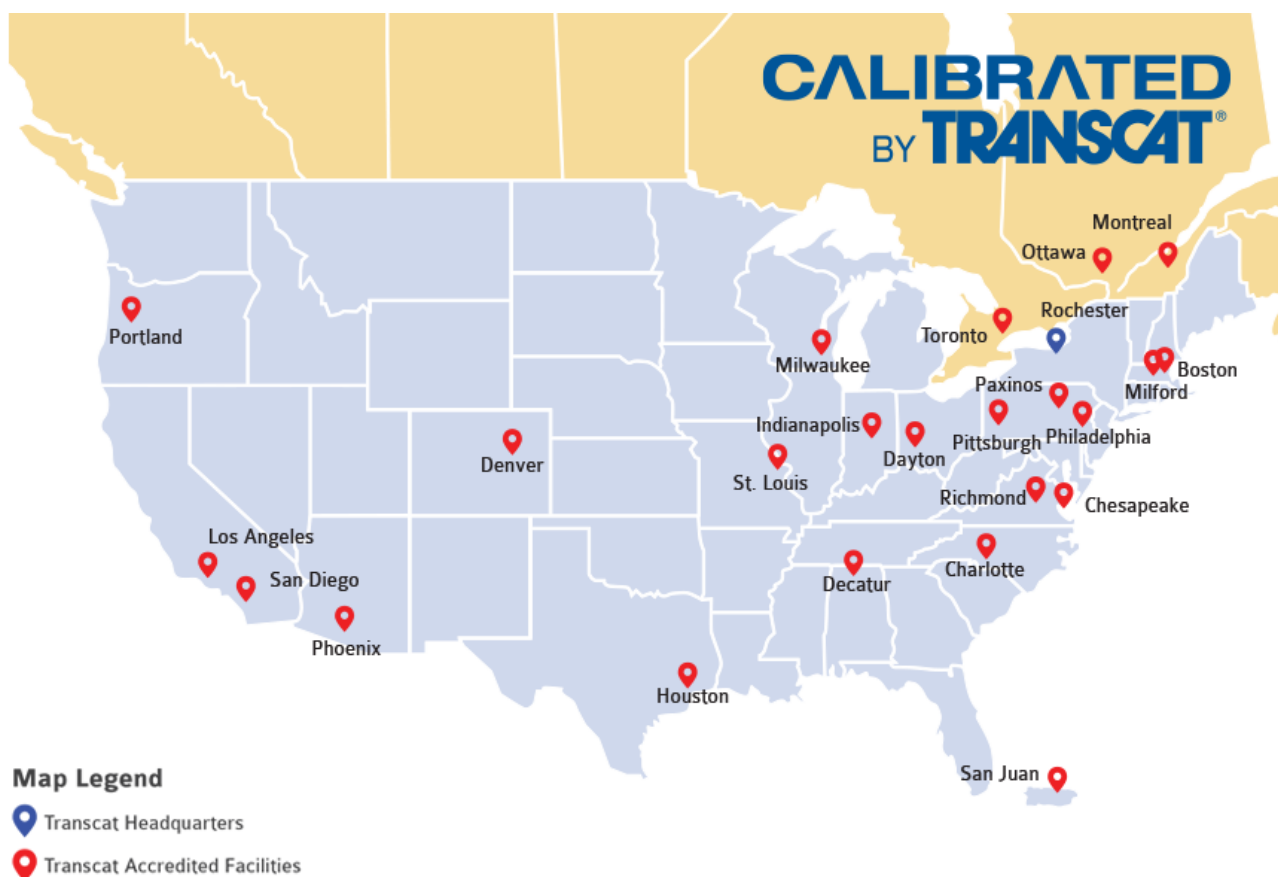 CALIBRATED
BY TRANSCAT®
Montreal
Ottawa
Rochester
Toronto
Portland
Milwaukee
Boston
Paxinos
Milford
Indianapolis
Pittsburgh
Philadelphia
Dayton
Denver
St. Louis
Richmond
Chesapeake
Los Angeles
San Diego
Decatur
Charlotte
Phoenix
Houston
San Juan
Map Legend
Transcat Headquarters
Transcat Accredited Facilities